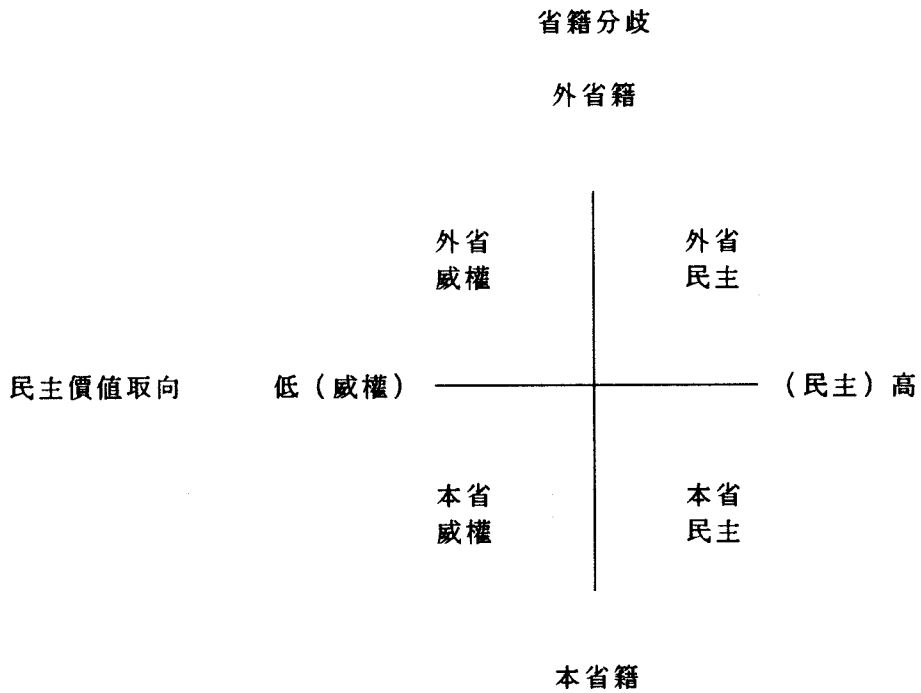 省籍分歧
外省籍
外省 外省
威權 民主
民主價值取向 低（威權） （民主）高
本省 本省
威權 民主
本省籍